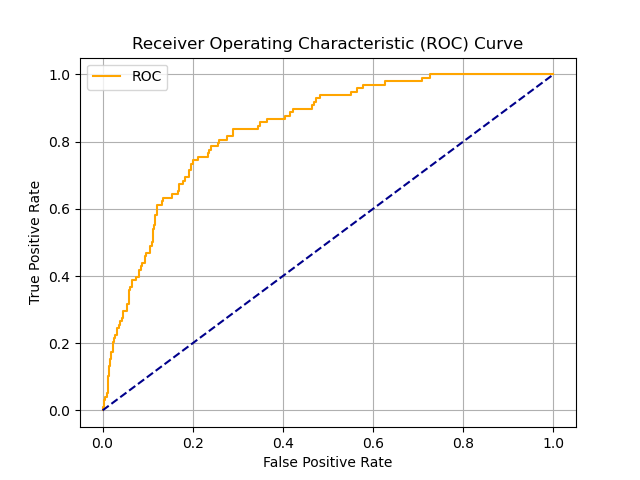 Receiver Operating Characteristic (ROC) Curve
ROC
1.0
0.8
0.6
0.4
0.2
0.0
True Positive Rate
0.0 0.2 0.4 0.6 0.8 1.0
False Positive Rate